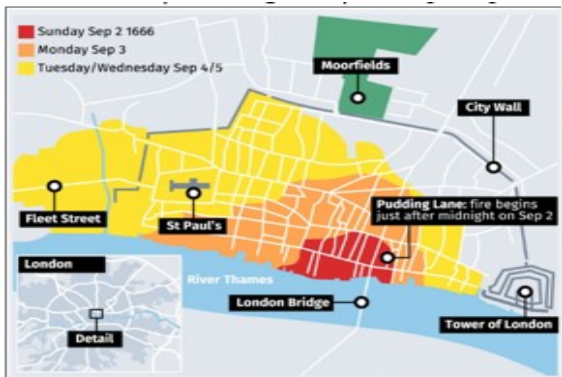 Sunday Sep 2 1666
Monday Sep 3
Tuesday/Wednesday Sep 4/5
Moorfields
City Wall
Fleet Street
St Paul's
Pudding Lane: fire begins
just after midnight on Sep 2
London
River Thames
London Bridge
Detail
Tower of London